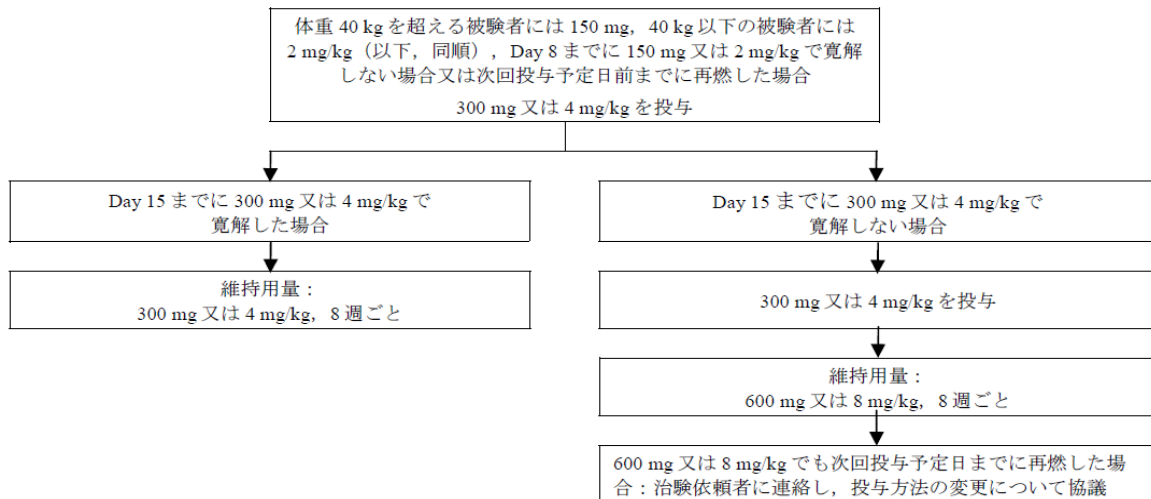 体重 40 kg を超える被験者には 150 mg，40 kg 以下の被験者には
2 mg/kg（以下，同順），Day 8 までに 150 mg 又は 2 mg/kg で寛解
しない場合又は次回投与予定日前までに再燃した場合
300 mg 又は 4 mg/kg を投与
Day 15 までに 300 mg 又は 4 mg/kg で
寛解した場合
維持用量：
300 mg 又は 4 mg/kg，8 週ごと
Day 15 までに 300 mg 又は 4 mg/kg で
寛解しない場合
300 mg 又は 4 mg/kg を投与
維持用量：
600 mg 又は 8 mg/kg，8 週ごと
600 mg 又は 8 mg/kg でも次回投与予定日までに再燃した場
合：治験依頼者に連絡し，投与方法の変更について協議